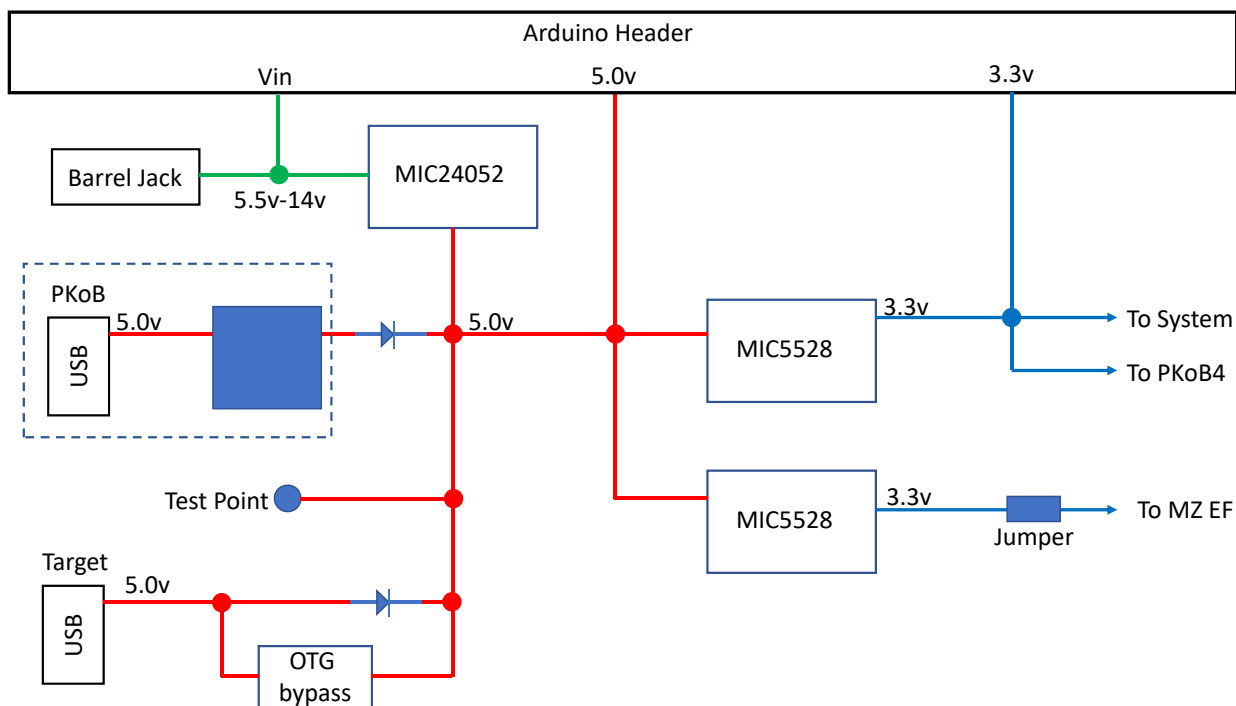 Arduino Header
Vin
5.0v
3.3v
Barrel Jack
5.5v-14v
MIC24052
PKoB
5.0v
USB
5.0v
MIC5528
3.3v
To System
To PKoB4
Test Point
MIC5528
3.3v
Jumper
To MZ EF
Target
5.0v
USB
OTG
bypass